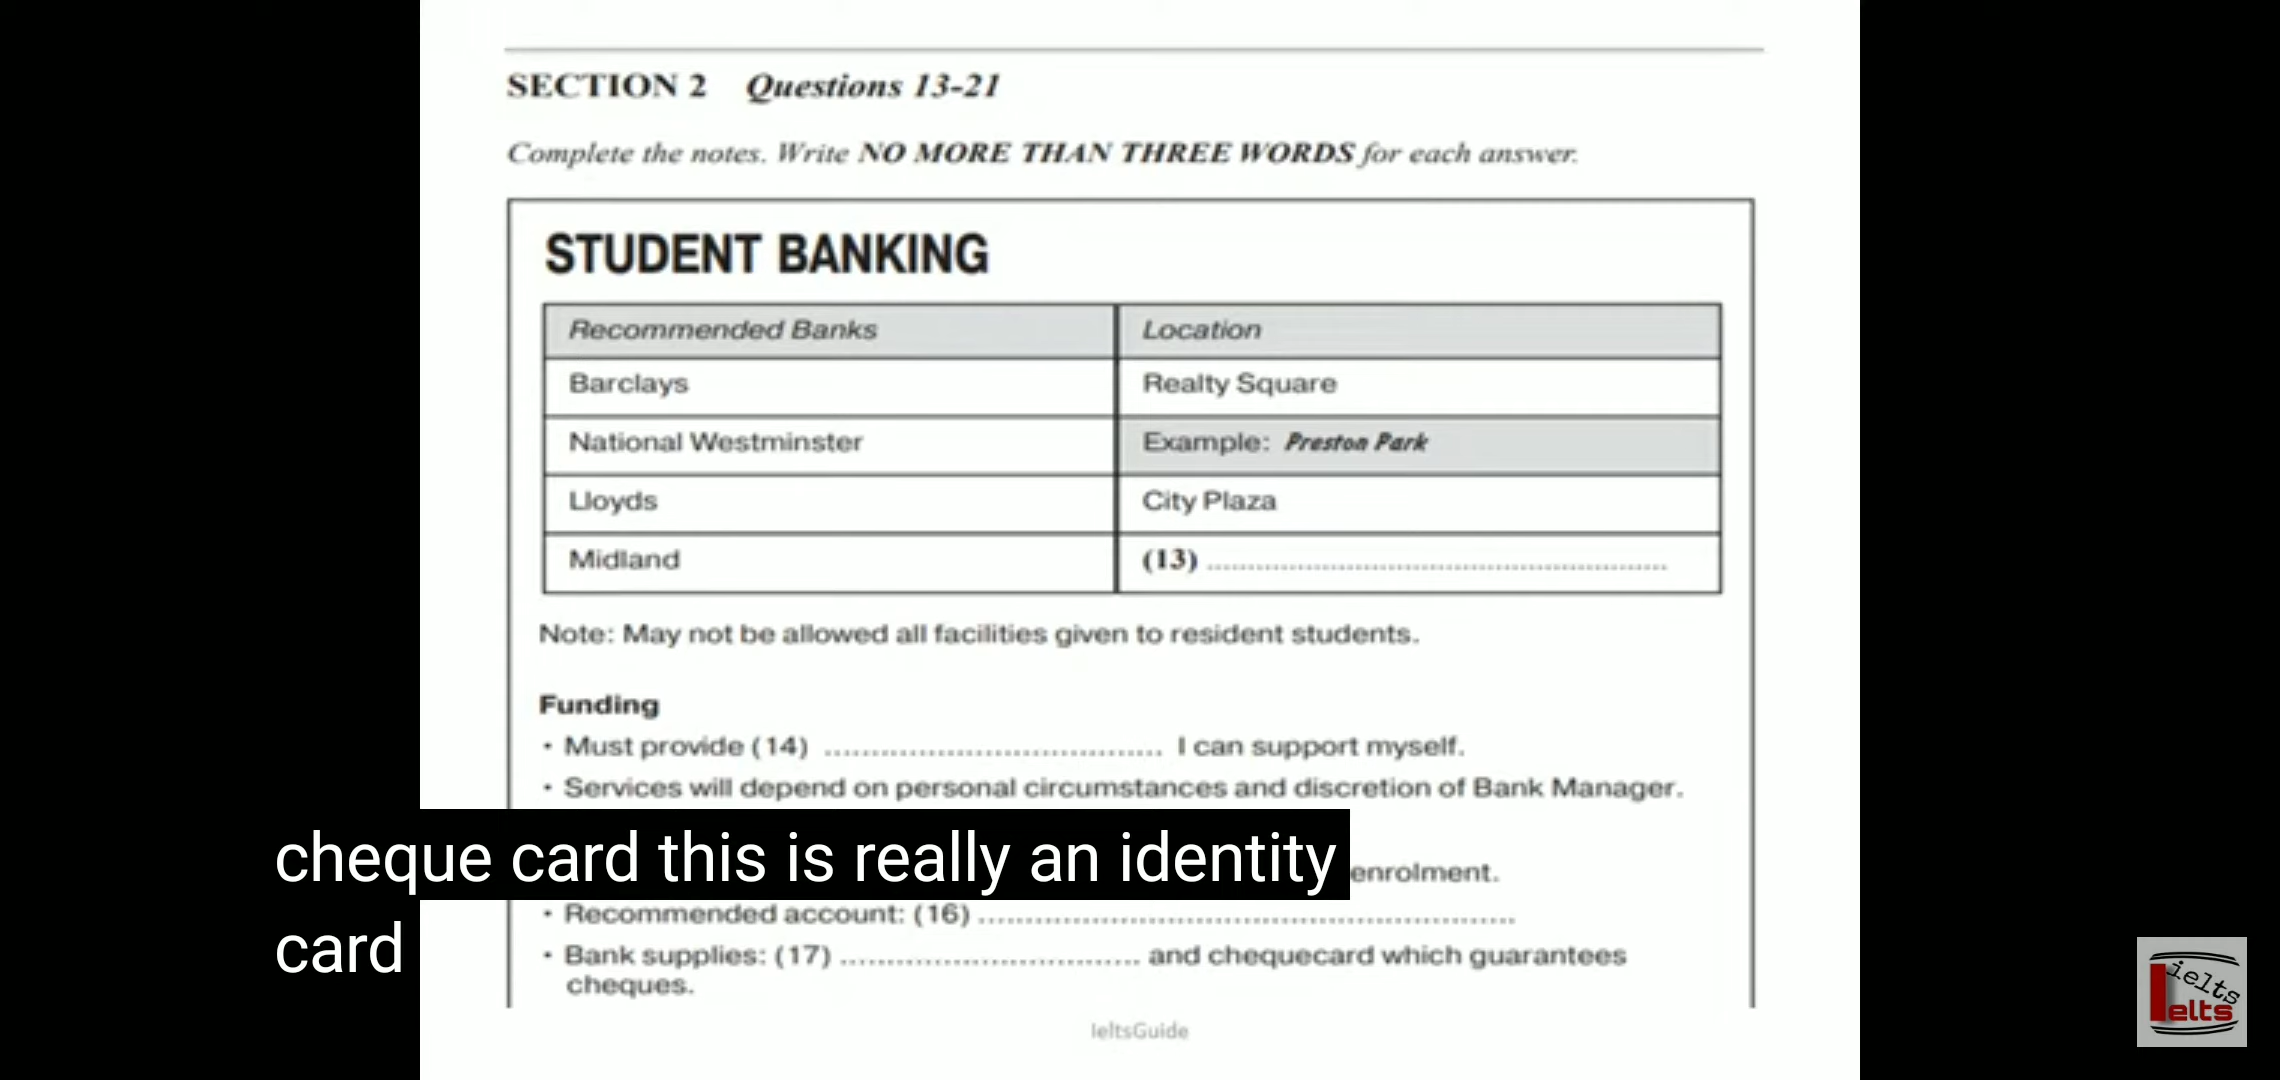 SECTION 2 Questions 13-21
Complete the notes. Write NO MORE THAN THREE WORDS for each answer.
STUDENT BANKING
Recommended Banks Location
Barclays Realty Square
National Westminster Example: Preston Park
Lloyds City Plaza
Midland (13) ..........................................................
Note: May not be allowed all facilities given to resident students.
Funding
• Must provide (14) .................................... I can support myself.
• Services will depend on personal circumstances and discretion of Bank Manager.
cheque card this is really an identity
enrolment.
card
• Recommended account: (16) ..........................................................
• Bank supplies: (17) ................................ and chequecard which guarantees
cheques.
IeltsGuide
ielts
Ielts